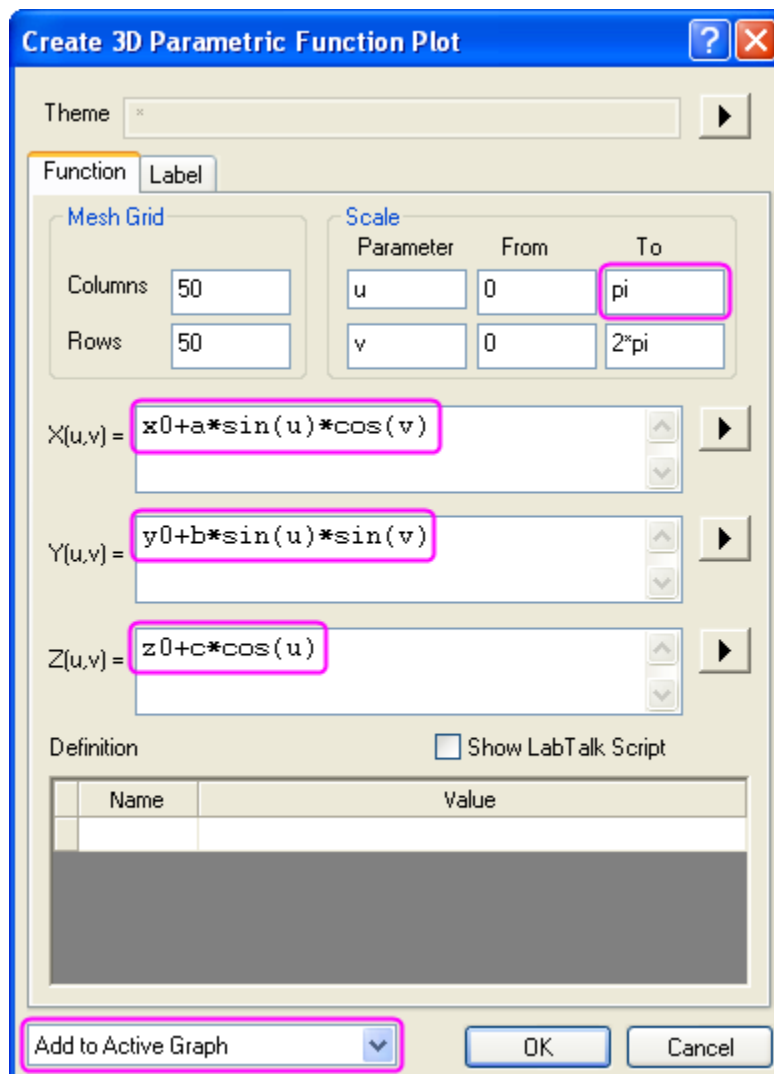 Create 3D Parametric Function Plot
Theme *
Function Label
Mesh Grid Scale
Parameter From To
Columns 50 u 0 pi
Rows 50 v 0 2*pi
X(u,v) = x0+a*sin(u)*cos(v)
Y(u,v) = y0+b*sin(u)*sin(v)
Z(u,v) = z0+c*cos(u)
Definition Show LabTalk Script
Name Value
Add to Active Graph OK Cancel